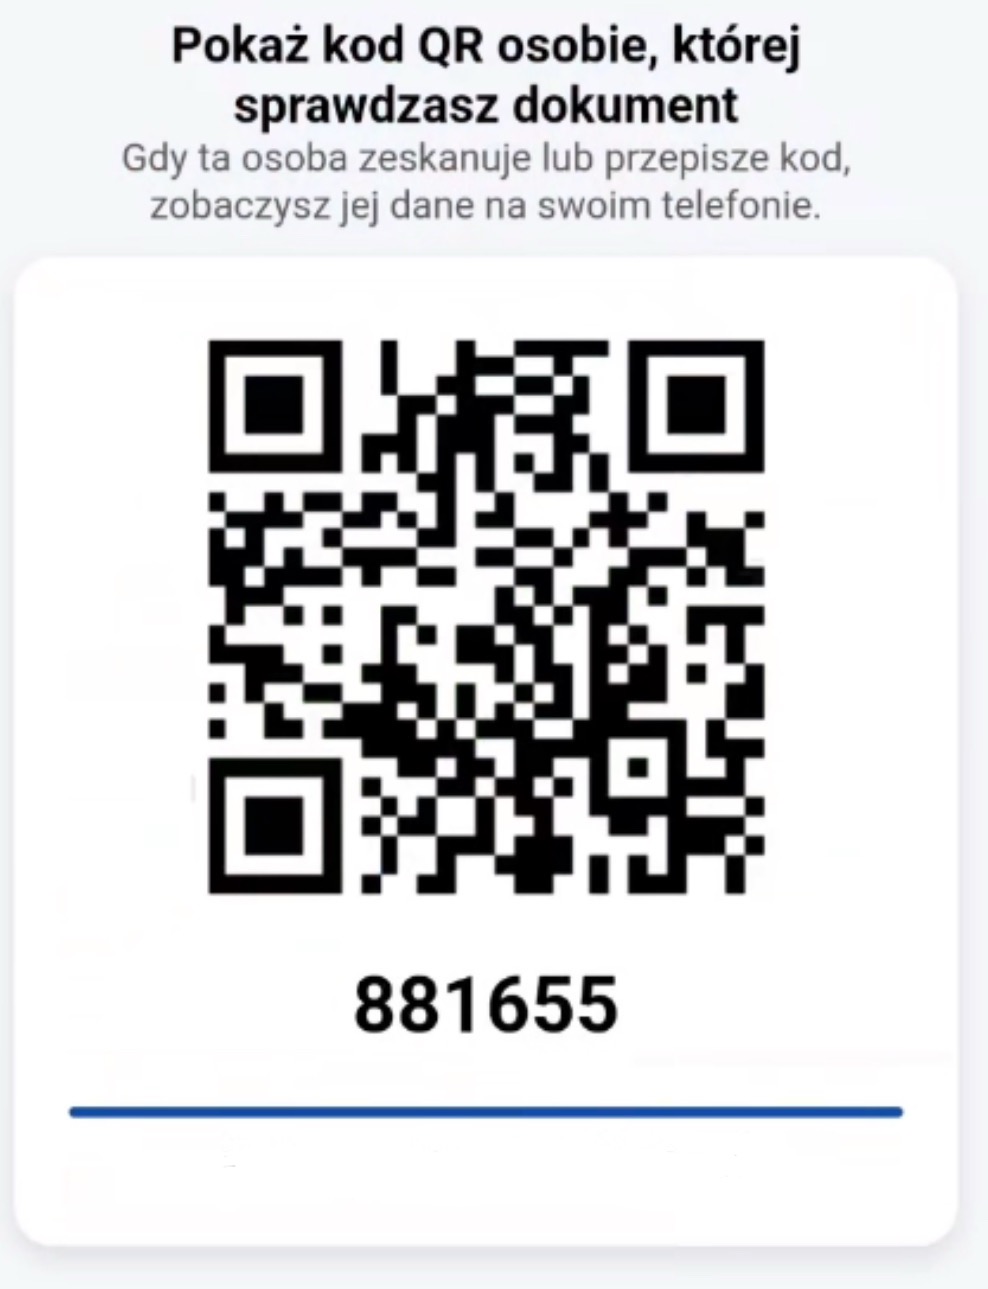 Pokaż kod QR osobie, której
sprawdzasz dokument
Gdy ta osoba zeskanuje lub przepisze kod,
zobaczysz jej dane na swoim telefonie.
881655